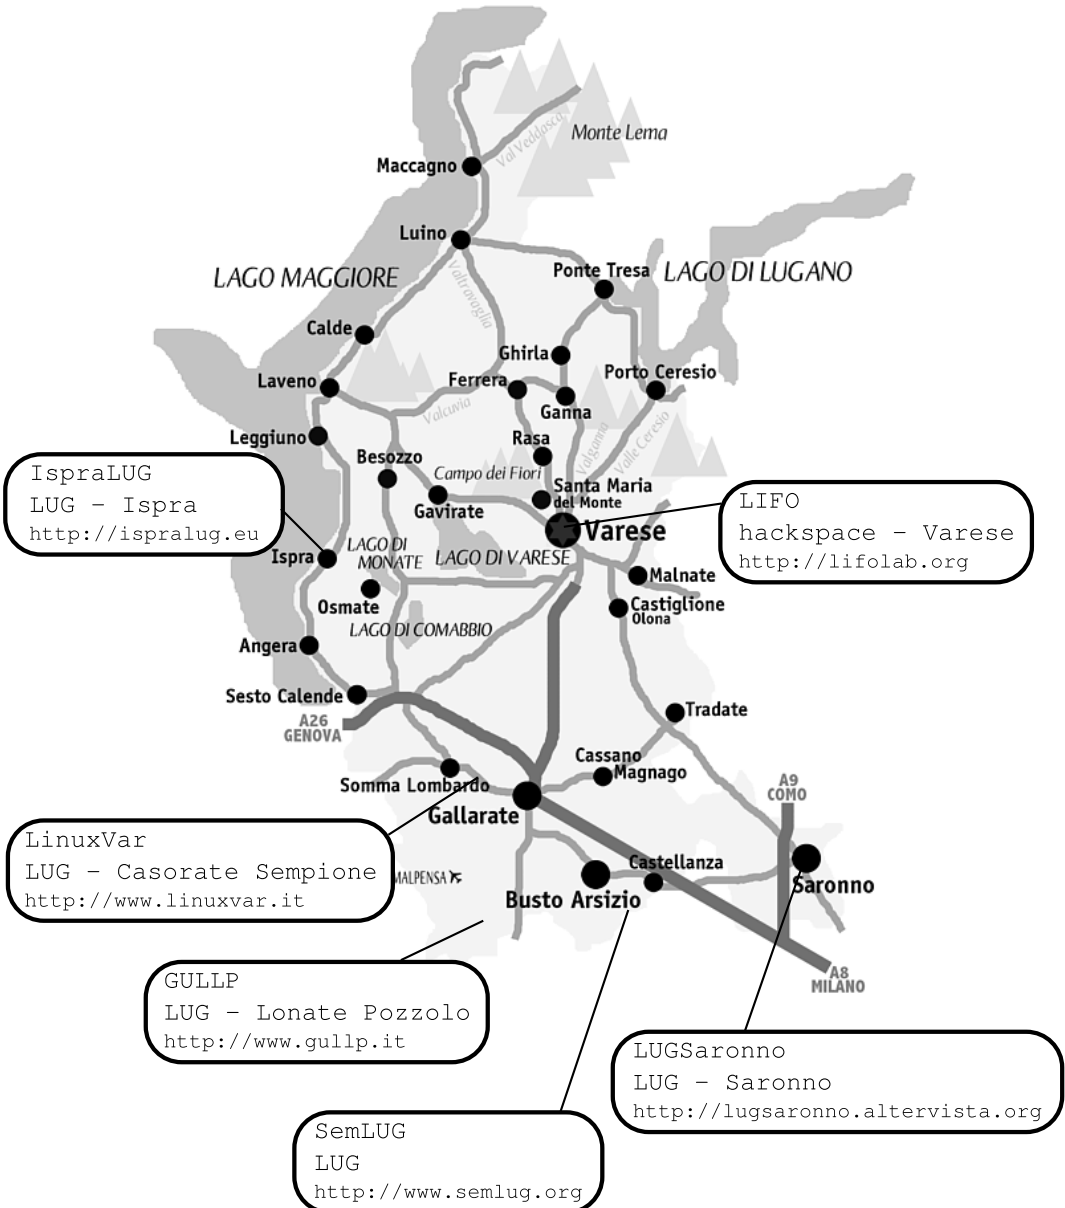 Monte Lema
Val Veddasca
Maccagno
Luino
LAGO MAGGIORE
Ponte Tresa
LAGO DI LUGANO
Valtravaglia
Calde
Ghirla
Laveno
Ferrera
Porto Ceresio
Valcuvia
Ganna
Leggiuno
Rasa
Valganna
Valle Ceresio
Besozzo
Campo dei Fiori
IspraLUG
LUG - Ispra
http://ispralug.eu
Gavirate
Santa Maria
del Monte
LIFO
hackspace - Varese
http://lifolab.org
Varese
Ispra
LAGO DI
MONATE
LAGO DI VARESE
Malnate
Osmate
Castiglione
Olona
LAGO DI COMABBIO
Angera
Sesto Calende
A26
GENOVA
Tradate
Cassano
Magnago
Somma Lombardo
A9
COMO
Gallarate
LinuxVar
LUG - Casorate Sempione
http://www.linuxvar.it
MALPENSA
Castellanza
Busto Arsizio
Saronno
A8
MILANO
GULLP
LUG - Lonate Pozzolo
http://www.gullp.it
LUGSaronno
LUG - Saronno
http://lugsaronno.altervista.org
SemLUG
LUG
http://www.semlug.org